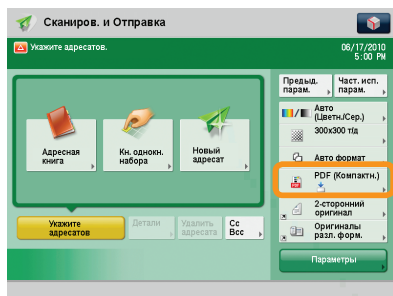 Сканиров. и Отправка
Укажите адресатов.
06/17/2010
5:00 PM
Предыд.
парам.
Част. исп.
парам.
Адресная
книга
Кн. однокн.
набора
Новый
адресат
Авто
(Цветн./Сер.)
300x300 т/д
Авто формат
PDF (Компактн.)
2-сторонний
оригинал
Оригиналы
разл. форм.
Укажите
адресатов
Детали
Удалить
адресата
Cc
Bcc
Параметры